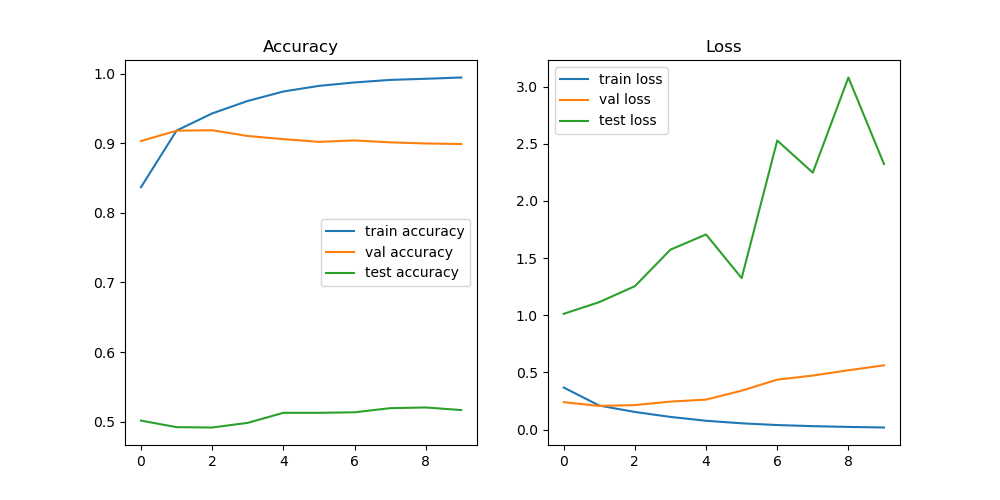 Accuracy
1.0
0.9
0.8
0.7
0.6
0.5
0 2 4 6 8
train accuracy
val accuracy
test accuracy
Loss
3.0
2.5
2.0
1.5
1.0
0.5
0.0
0 2 4 6 8
train loss
val loss
test loss